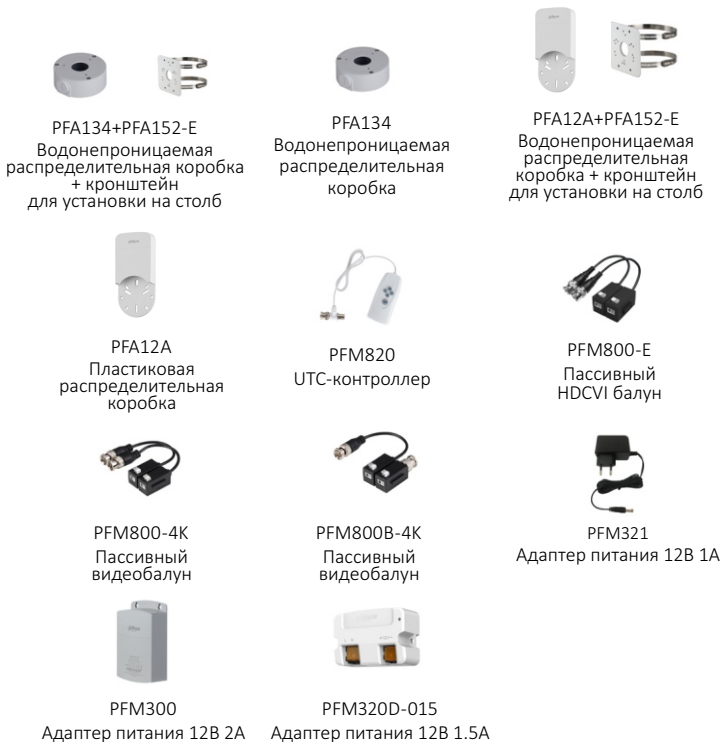 PFA134+PFA152-E
Водонепроницаемая
распределительная коробка
+ кронштейн
для установки на столб
PFA134
Водонепроницаемая
распределительная
коробка
PFA12A+PFA152-E
Водонепроницаемая
распределительная
коробка + кронштейн
для установки на столб
PFA12A
Пластиковая
распределительная
коробка
PFM820
UTC-контроллер
PFM800-E
Пассивный
HDCVI балун
PFM800-4K
Пассивный
видеобалун
PFM800B-4K
Пассивный
видеобалун
PFM321
Адаптер питания 12В 1А
PFM300
Адаптер питания 12В 2А
PFM320D-015
Адаптер питания 12В 1.5А